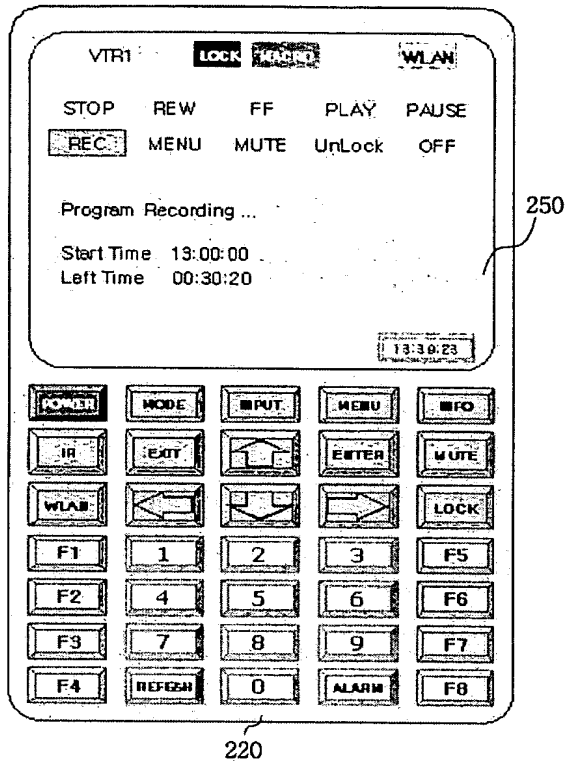 VTR1 LOCK MACRO WLAN
STOP REW FF PLAY PAUSE
REC MENU MUTE UnLock OFF
Program Recording ...
250
Start Time 13:00:00
Left Time 00:30:20
13:30:23
POWER MODE INPUT MENU INFO
IR EXIT ENTER MUTE
WLAN LOCK
F1 1 2 3 F5
F2 4 5 6 F6
F3 7 8 9 F7
F4 REFESH 0 ALARM F8
220